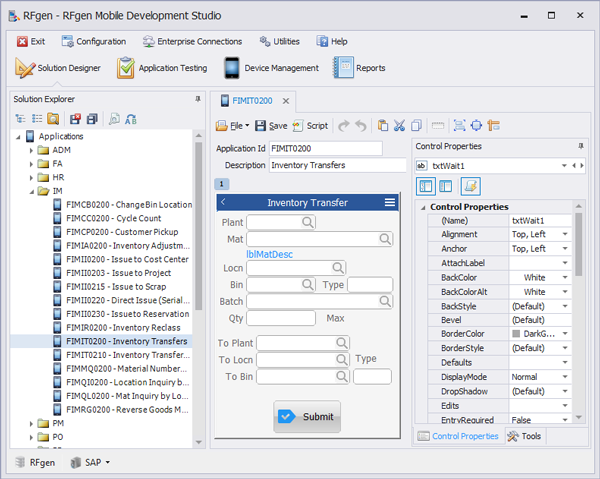 RFgen - RFgen Mobile Development Studio
Exit Configuration Enterprise Connections Utilities Help
Solution Designer Application Testing Device Management Reports
Solution Explorer
Applications
ADM
FA
HR
IM
FIMCB0200 - Change Bin Location
FIMCC0200 - Cycle Count
FIMCP0200 - Customer Pickup
FIMIA0200 - Inventory Adjustm...
FIMII0200 - Issue to Cost Center
FIMII0203 - Issue to Project
FIMII0215 - Issue to Scrap
FIMII0220 - Direct Issue (Serial...
FIMII0230 - Issue to Reservation
FIMIR0200 - Inventory Reclass
FIMIT0200 - Inventory Transfers
FIMIT0210 - Inventory Transfer...
FIMMQ0200 - Material Number...
FIMQI0200 - Location Inquiry b...
FIMQL0200 - Mat Inquiry by Loc...
FIMRG0200 - Reverse Goods M...
PM
PO
FIMIT0200
File Save Script
Application Id FIMIT0200
Description Inventory Transfers
1
Inventory Transfer
Plant
Mat
lblMatDesc
Locn
Bin Type
Batch
Qty Max
To Plant
To Locn Type
To Bin
Submit
Control Properties
ab txtWait1
Control Properties
(Name) txtWait1
Alignment Top, Left
Anchor Top, Left
AttachLabel
BackColor White
BackColorAlt White
BackStyle (Default)
Bevel (Default)
BorderColor DarkG...
BorderStyle (Default)
Defaults
DisplayMode Normal
DropShadow (Default)
Edits
EntryRequired False
Control Properties Tools
RFgen SAP